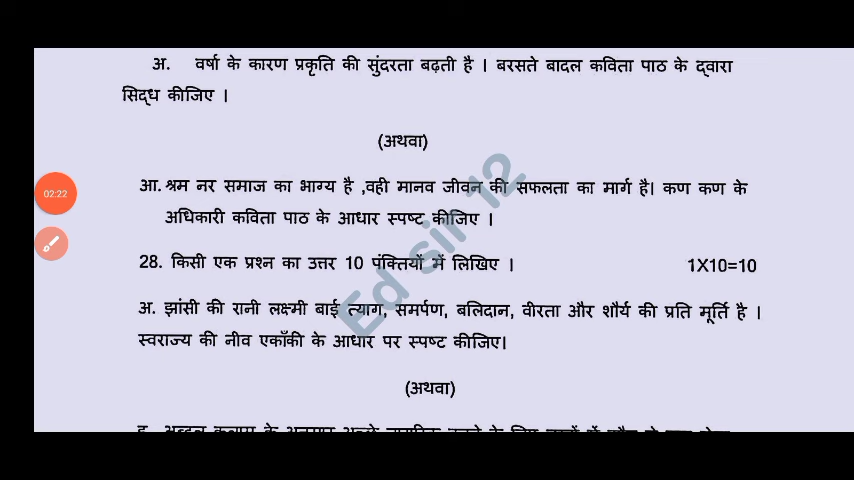 अ. वर्षा के कारण प्रकृति की सुंदरता बढ़ती है । बरसते बादल कविता पाठ के द्वारा
सिद्ध कीजिए ।
(अथवा)
02:22
आ. श्रम नर समाज का भाग्य है ,वही मानव जीवन की सफलता का मार्ग है। कण कण के
अधिकारी कविता पाठ के आधार स्पष्ट कीजिए ।
28. किसी एक प्रश्न का उत्तर 10 पंक्तियों में लिखिए । 1X10=10
अ. झांसी की रानी लक्ष्मी बाई त्याग, समर्पण, बलिदान, वीरता और शौर्य की प्रति मूर्ति है ।
स्वराज्य की नीव एकाँकी के आधार पर स्पष्ट कीजिए।
(अथवा)
Ed sir 12